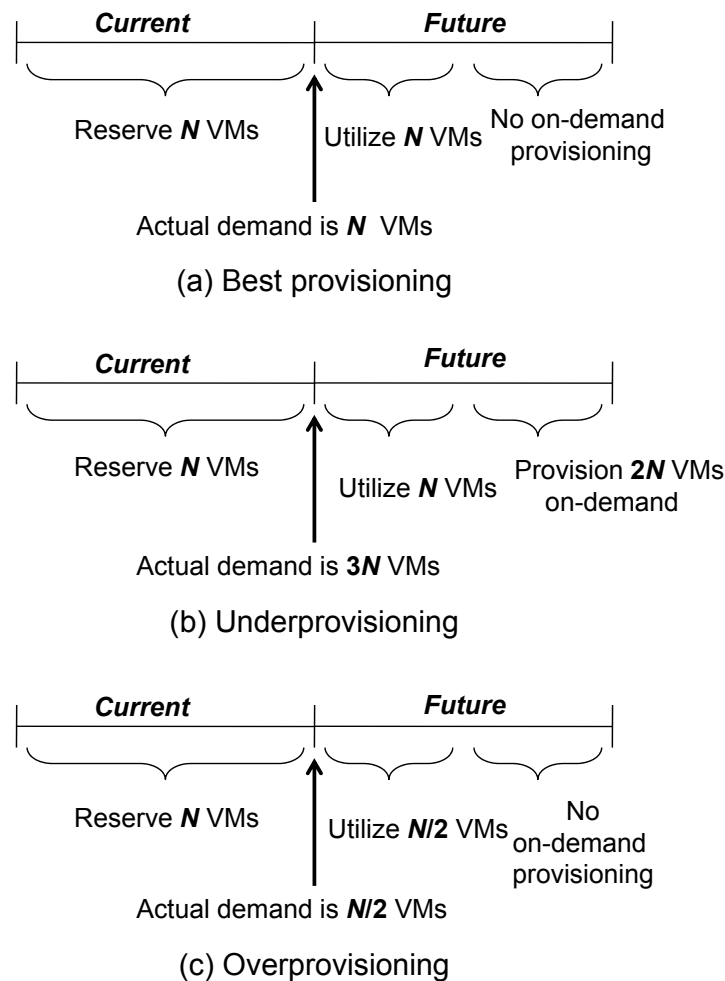 Current Future
Reserve N VMs
Utilize N VMs
No on-demand
provisioning
Actual demand is N VMs
(a) Best provisioning
Current Future
Reserve N VMs
Utilize N VMs
Provision 2N VMs
on-demand
Actual demand is 3N VMs
(b) Underprovisioning
Current Future
Reserve N VMs
Utilize N/2 VMs
No
on-demand
provisioning
Actual demand is N/2 VMs
(c) Overprovisioning